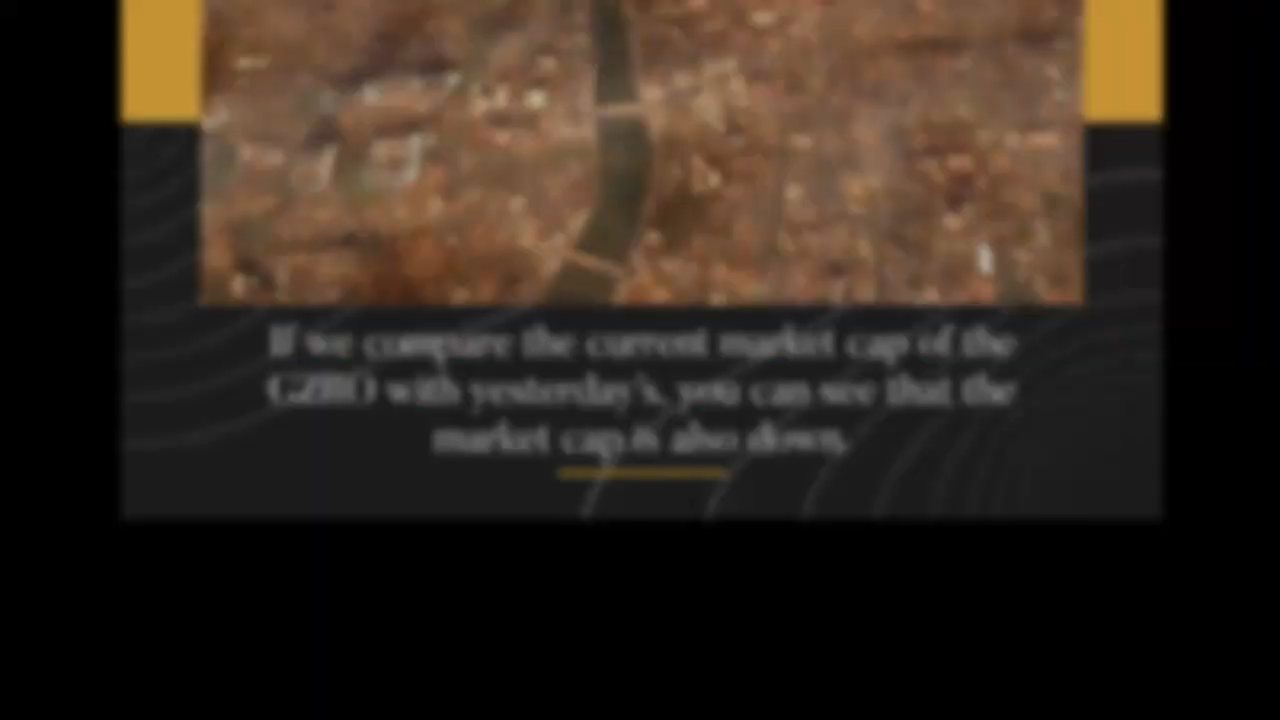 If we compare the current market cap of the
with yesterday's, you can see that the
market cap is also down.